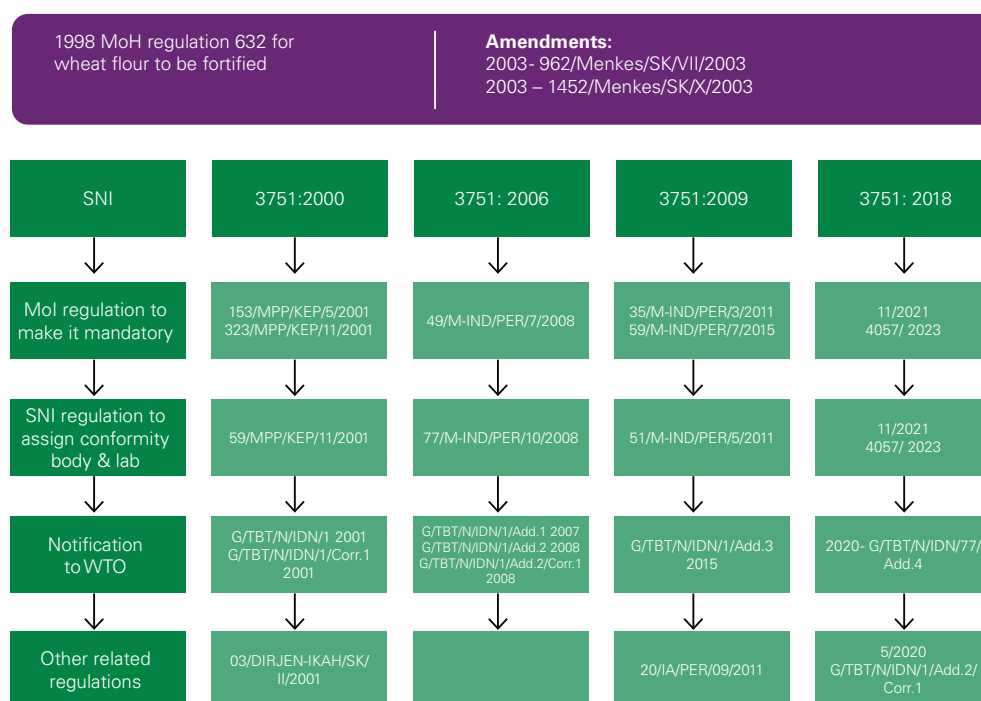 1998 MoH regulation 632 for
wheat flour to be fortified
Amendments:
2003- 962/Menkes/SK/VII/2003
2003 – 1452/Menkes/SK/X/2003
SNI
3751:2000
3751: 2006
3751:2009
3751: 2018
MoI regulation to
make it mandatory
153/MPP/KEP/5/2001
323/MPP/KEP/11/2001
49/M-IND/PER/7/2008
35/M-IND/PER/3/2011
59/M-IND/PER/7/2015
11/2021
4057/ 2023
SNI regulation to
assign conformity
body & lab
59/MPP/KEP/11/2001
77/M-IND/PER/10/2008
51/M-IND/PER/5/2011
11/2021
4057/ 2023
Notification
to WTO
G/TBT/N/IDN/1 2001
G/TBT/N/IDN/1/Corr.1
2001
G/TBT/N/IDN/1/Add.1 2007
G/TBT/N/IDN/1/Add.2 2008
G/TBT/N/IDN/1/Add.2/Corr.1
2008
G/TBT/N/IDN/1/Add.3
2015
2020- G/TBT/N/IDN/77/
Add.4
Other related
regulations
03/DIRJEN-IKAH/SK/
II/2001
20/IA/PER/09/2011
5/2020
G/TBT/N/IDN/1/Add.2/
Corr.1